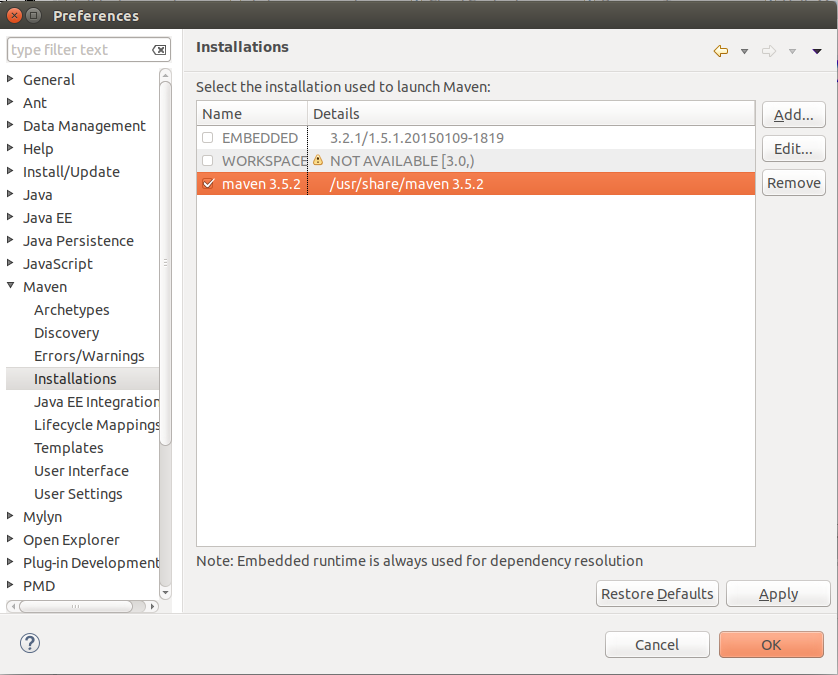 Preferences
type filter text
General
Ant
Data Management
Help
Install/Update
Java
Java EE
Java Persistence
JavaScript
Maven
Archetypes
Discovery
Errors/Warnings
Installations
Java EE Integration
Lifecycle Mappings
Templates
User Interface
User Settings
Mylyn
Open Explorer
Plug-in Development
PMD
Installations
Select the installation used to launch Maven:
Name Details
EMBEDDED 3.2.1/1.5.1.20150109-1819
WORKSPACE NOT AVAILABLE [3.0,)
maven 3.5.2 /usr/share/maven 3.5.2
Add...
Edit...
Remove
Note: Embedded runtime is always used for dependency resolution
Restore Defaults Apply
? Cancel OK